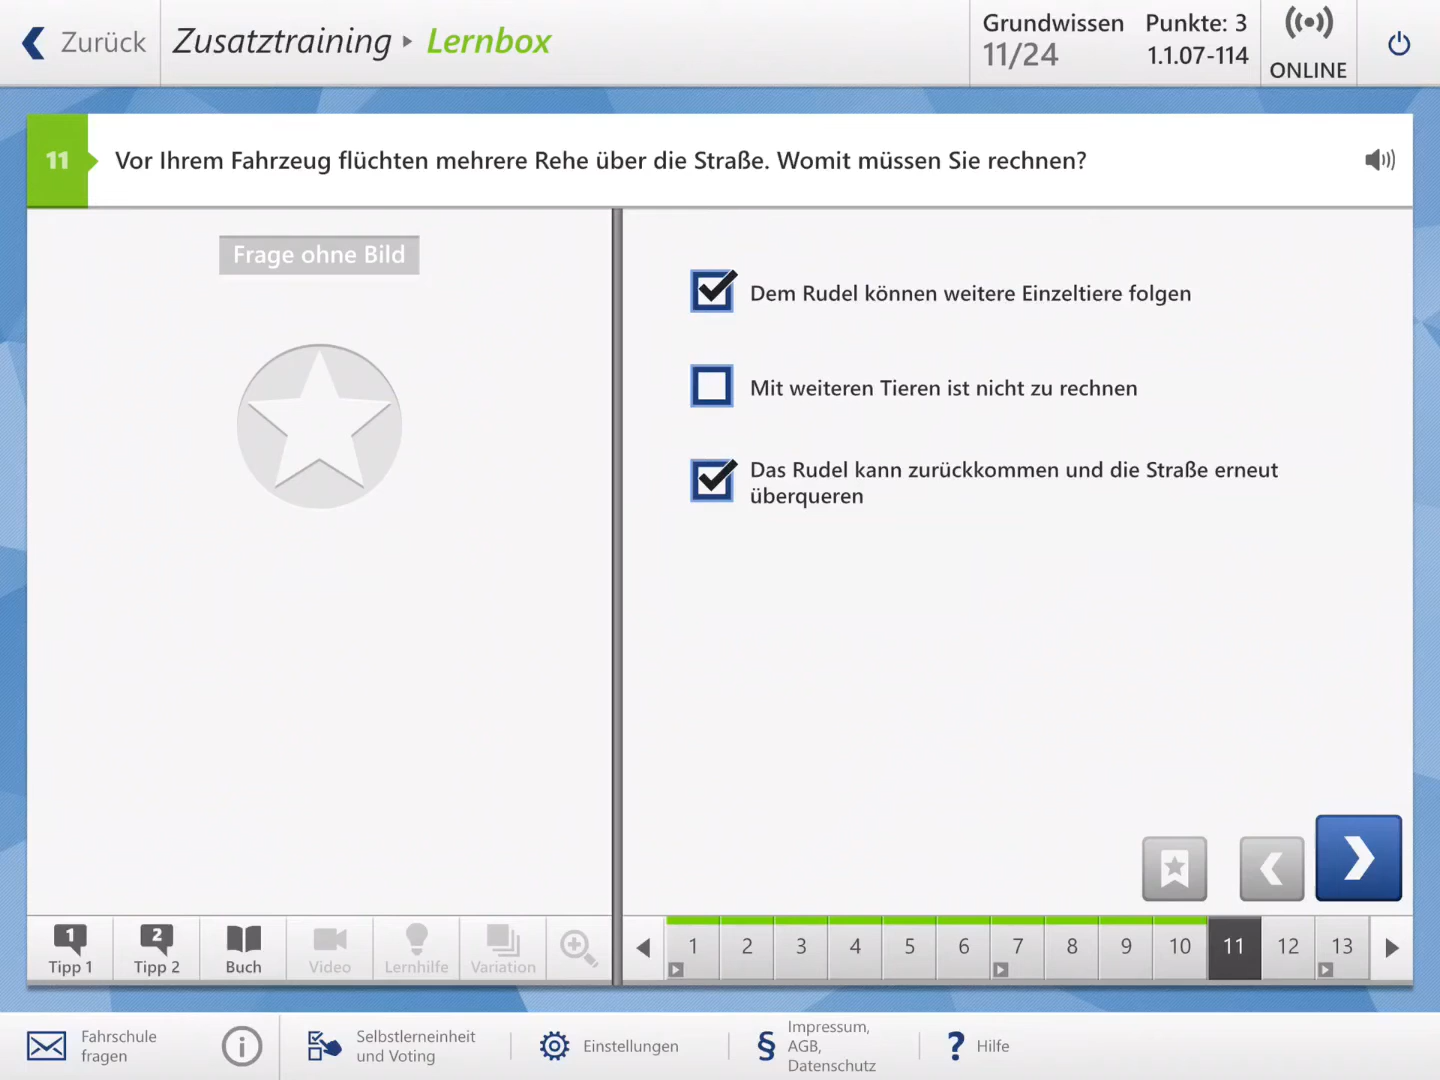 Zurück
Zusatztraining ▸ Lernbox
Grundwissen
11/24
Punkte: 3
1.1.07-114
ONLINE
11
Vor Ihrem Fahrzeug flüchten mehrere Rehe über die Straße. Womit müssen Sie rechnen?
Frage ohne Bild
Dem Rudel können weitere Einzeltiere folgen
Mit weiteren Tieren ist nicht zu rechnen
Das Rudel kann zurückkommen und die Straße erneut
überqueren
1
Tipp 1
2
Tipp 2
Buch
Video
Lernhilfe
Variation
1 2 3 4 5 6 7 8 9 10 11 12 13
Fahrschule
fragen
Selbstlerneinheit
und Voting
Einstellungen
§
Impressum,
AGB,
Datenschutz
? Hilfe